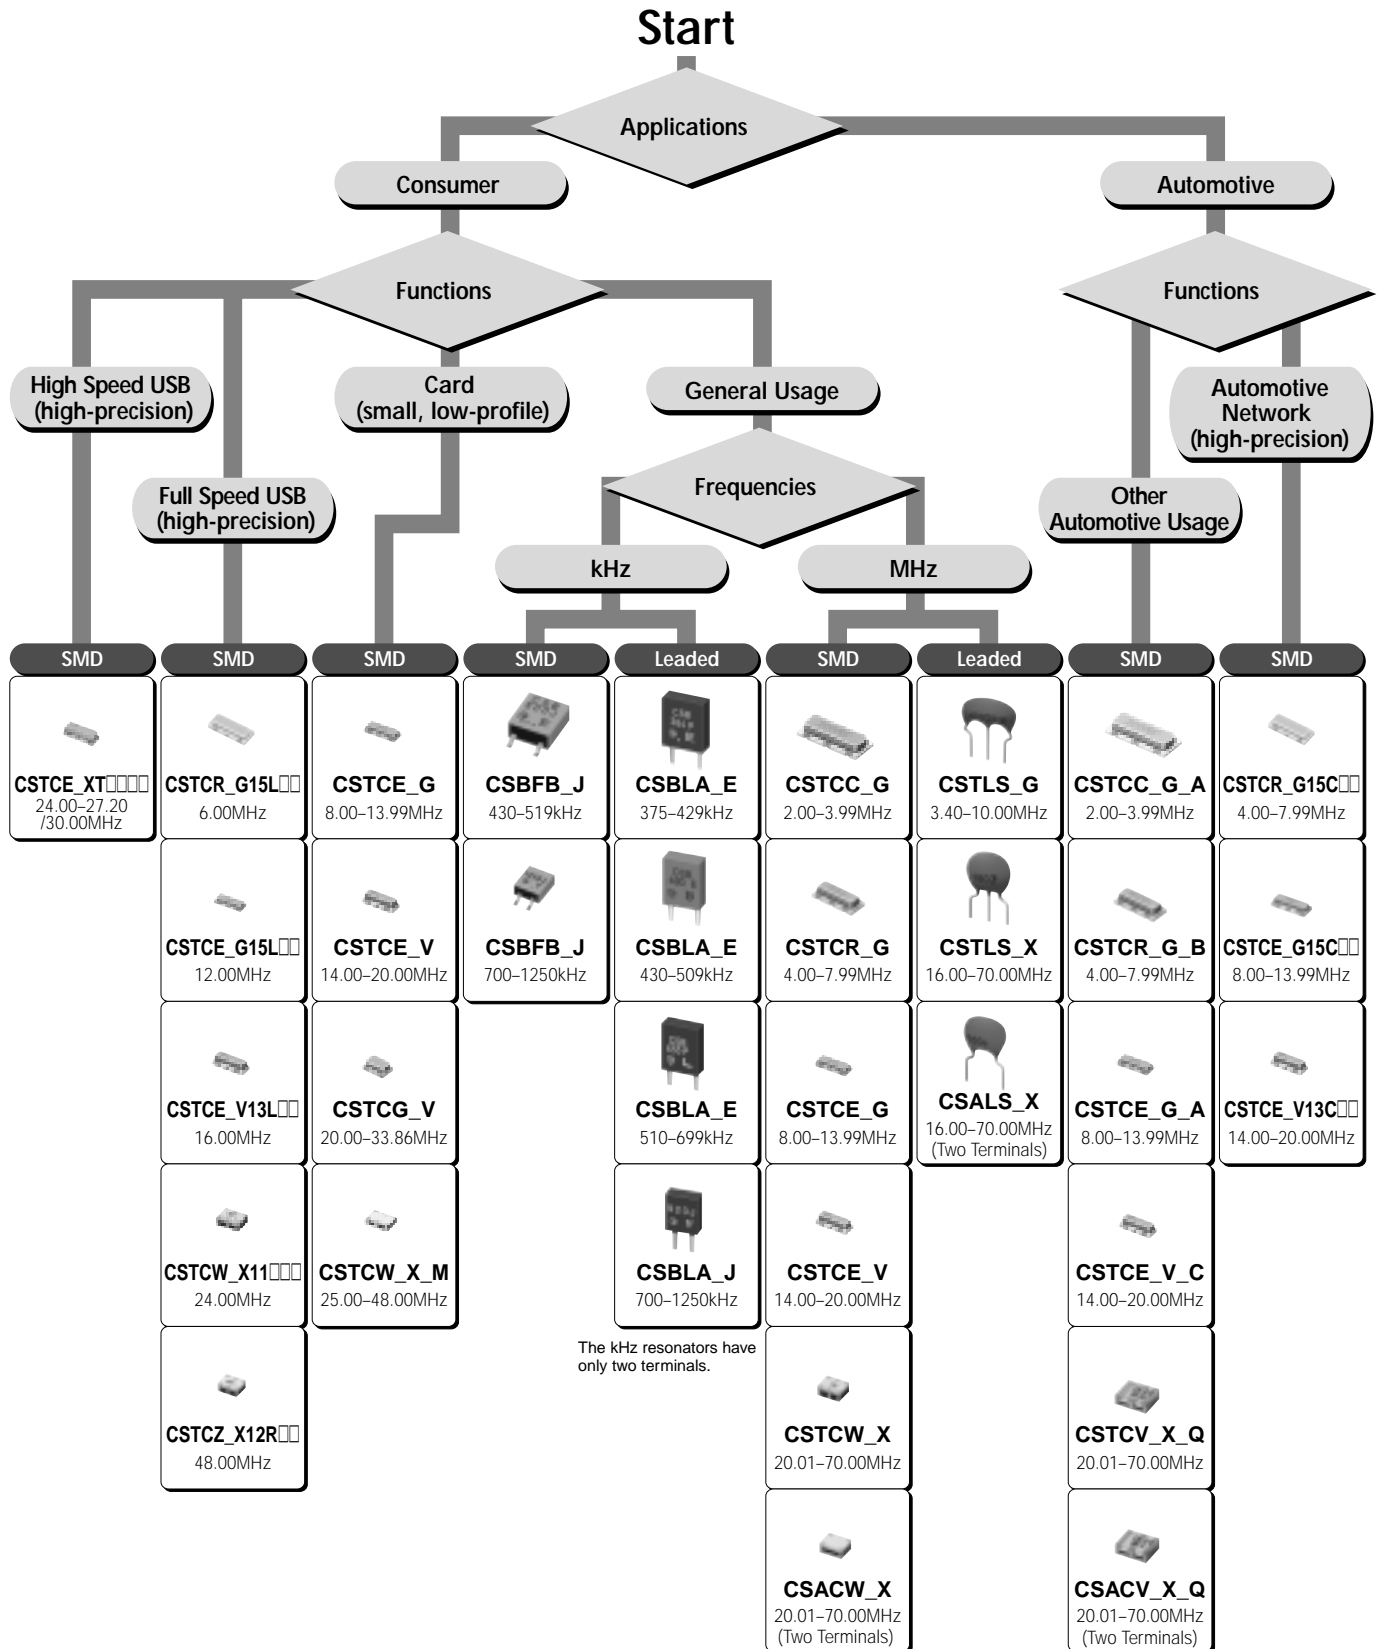 Start
Applications
Consumer
Automotive
Functions
Functions
High Speed USB
(high-precision)
Card
(small, low-profile)
General Usage
Automotive
Network
(high-precision)
Full Speed USB
(high-precision)
Frequencies
Other
Automotive Usage
kHz
MHz
SMD
SMD
SMD
SMD
Leaded
SMD
Leaded
SMD
SMD
CSTCE_XT□□□□
24.00–27.20
/30.00MHz
CSTCR_G15L□□
6.00MHz
CSTCE_G
8.00–13.99MHz
CSBFB_J
430–519kHz
CSBLA_E
375–429kHz
CSTCC_G
2.00–3.99MHz
CSTLS_G
3.40–10.00MHz
CSTCC_G_A
2.00–3.99MHz
CSTCR_G15C□□
4.00–7.99MHz
CSTCE_G15L□□
12.00MHz
CSTCE_V
14.00–20.00MHz
CSBFB_J
700–1250kHz
CSBLA_E
430–509kHz
CSTCR_G
4.00–7.99MHz
CSTLS_X
16.00–70.00MHz
CSTCR_G_B
4.00–7.99MHz
CSTCE_G15C□□
8.00–13.99MHz
CSTCE_V13L□□
16.00MHz
CSTCG_V
20.00–33.86MHz
CSBLA_E
510–699kHz
CSTCE_G
8.00–13.99MHz
CSALS_X
16.00–70.00MHz
(Two Terminals)
CSTCE_G_A
8.00–13.99MHz
CSTCE_V13C□□
14.00–20.00MHz
CSTCW_X11□□□
24.00MHz
CSTCW_X_M
25.00–48.00MHz
CSBLA_J
700–1250kHz
CSTCE_V
14.00–20.00MHz
CSTCE_V_C
14.00–20.00MHz
The kHz resonators have
only two terminals.
CSTCZ_X12R□□
48.00MHz
CSTCW_X
20.01–70.00MHz
CSTCV_X_Q
20.01–70.00MHz
CSACW_X
20.01–70.00MHz
(Two Terminals)
CSACV_X_Q
20.01–70.00MHz
(Two Terminals)